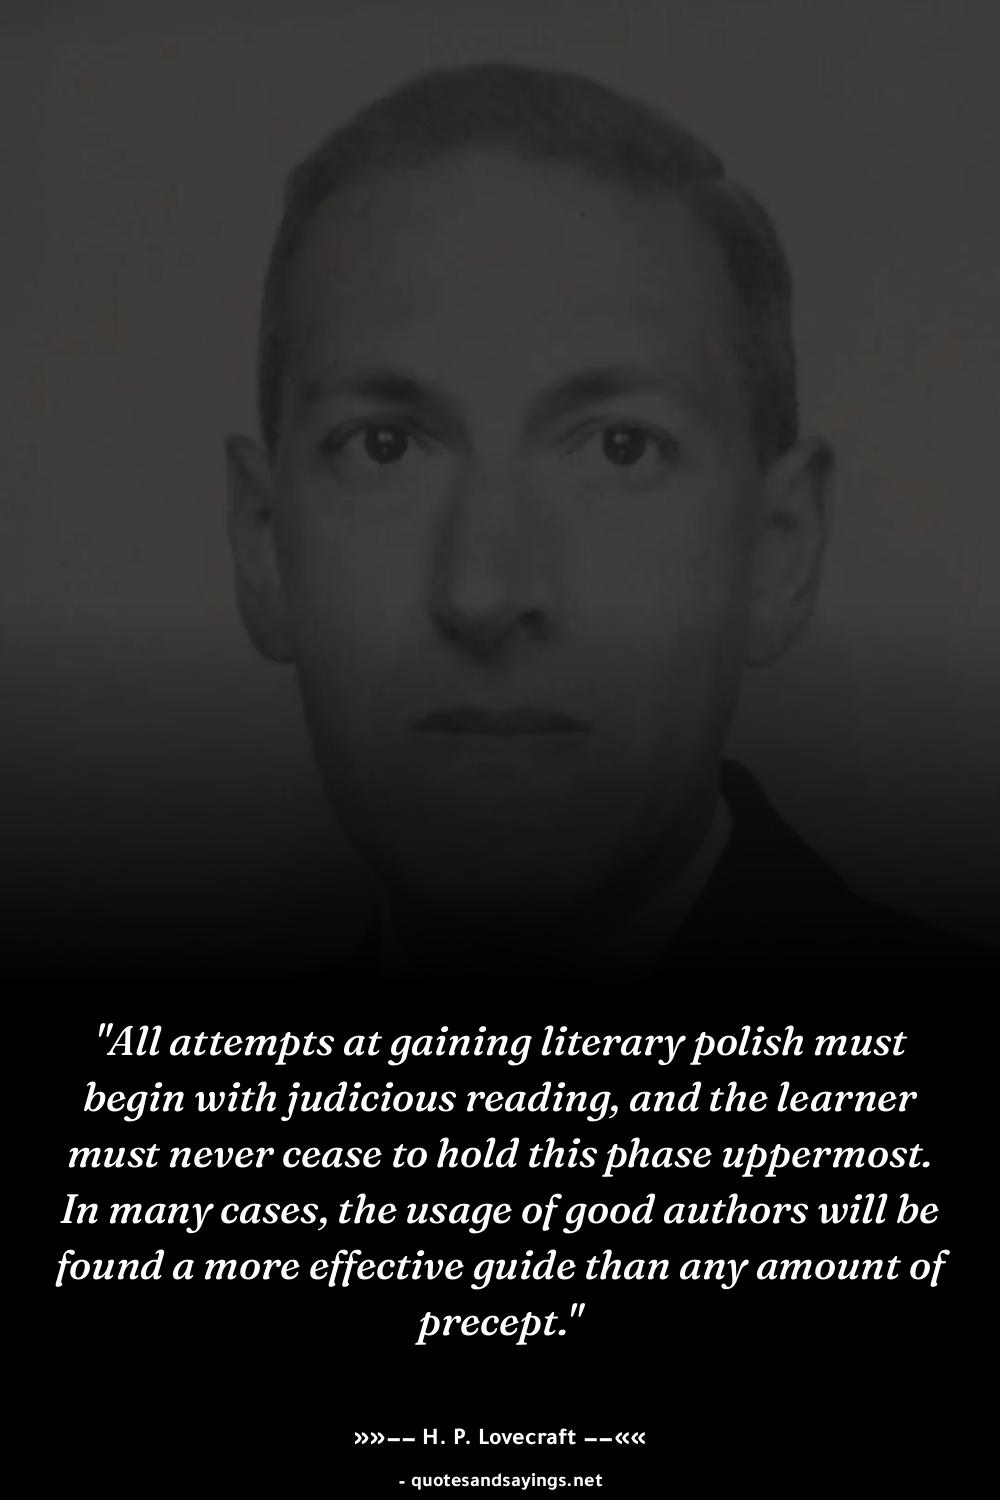 "All attempts at gaining literary polish must
begin with judicious reading, and the learner
must never cease to hold this phase uppermost.
In many cases, the usage of good authors will be
found a more effective guide than any amount of
precept."
»»−− H. P. Lovecraft −−««
- quotesandsayings.net